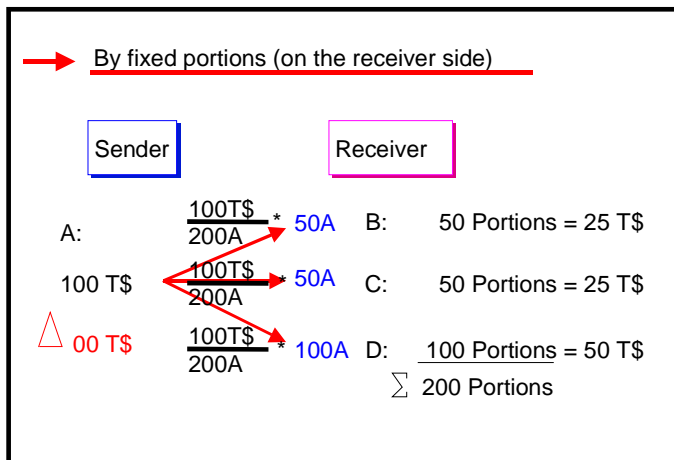 By fixed portions (on the receiver side)
Sender Receiver
100T$
200A * 50A B: 50 Portions = 25 T$
A:
100 T$
100T$
200A * 50A C: 50 Portions = 25 T$
△ 00 T$
100T$
200A * 100A D: 100 Portions = 50 T$
∑ 200 Portions